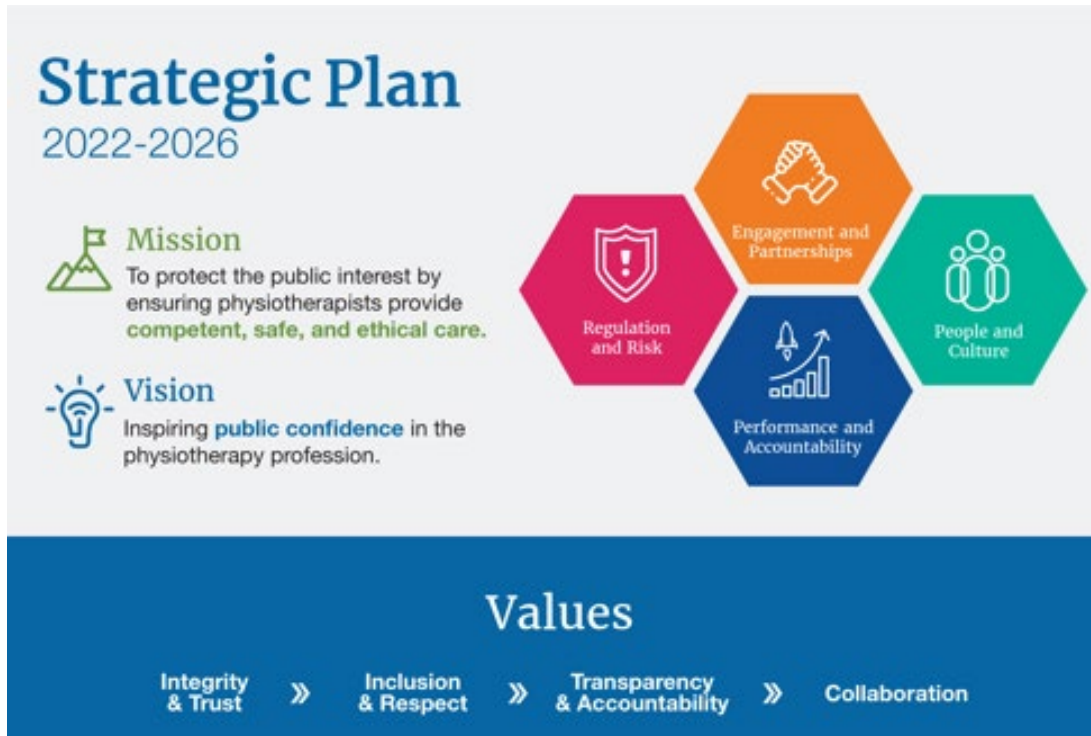 Strategic Plan
2022-2026
Mission
To protect the public interest by
ensuring physiotherapists provide
competent, safe, and ethical care.
Vision
Inspiring public confidence in the
physiotherapy profession.
Engagement and
Partnerships
Regulation
and Risk
People and
Culture
Performance and
Accountability
Values
Integrity
& Trust
Inclusion
& Respect
Transparency
& Accountability
Collaboration